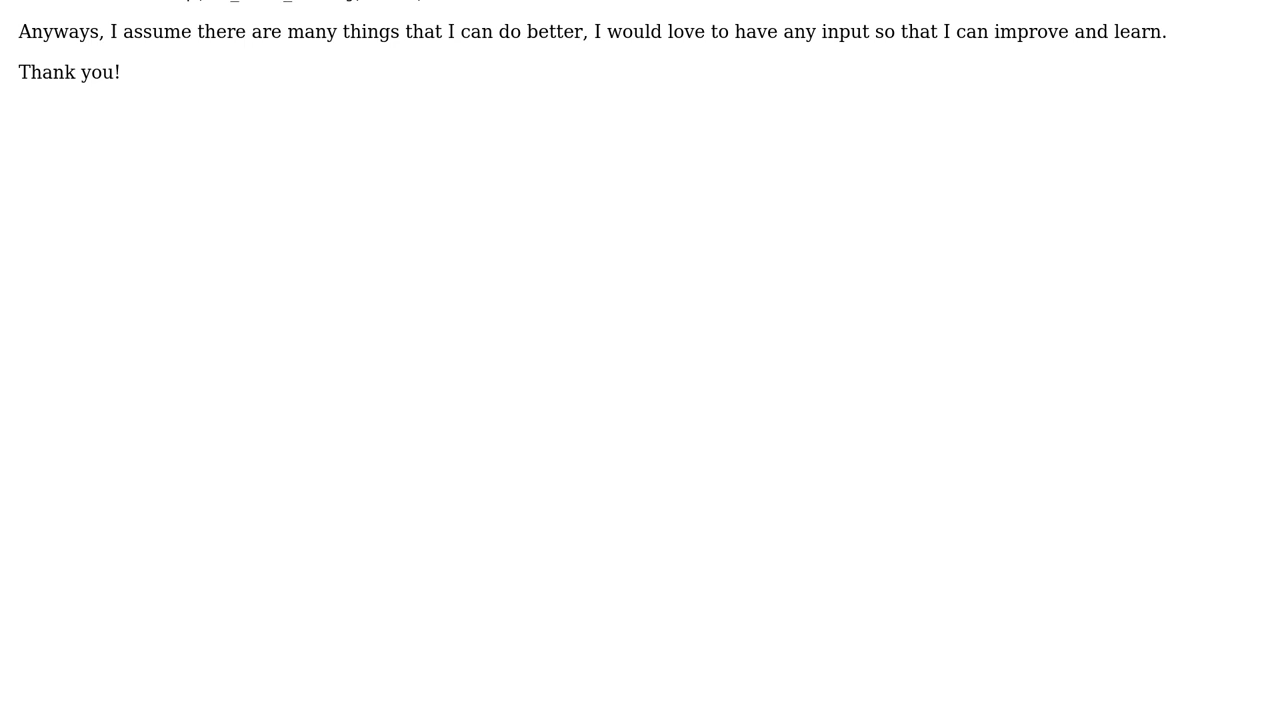 Anyways, I assume there are many things that I can do better, I would love to have any input so that I can improve and learn.
Thank you!